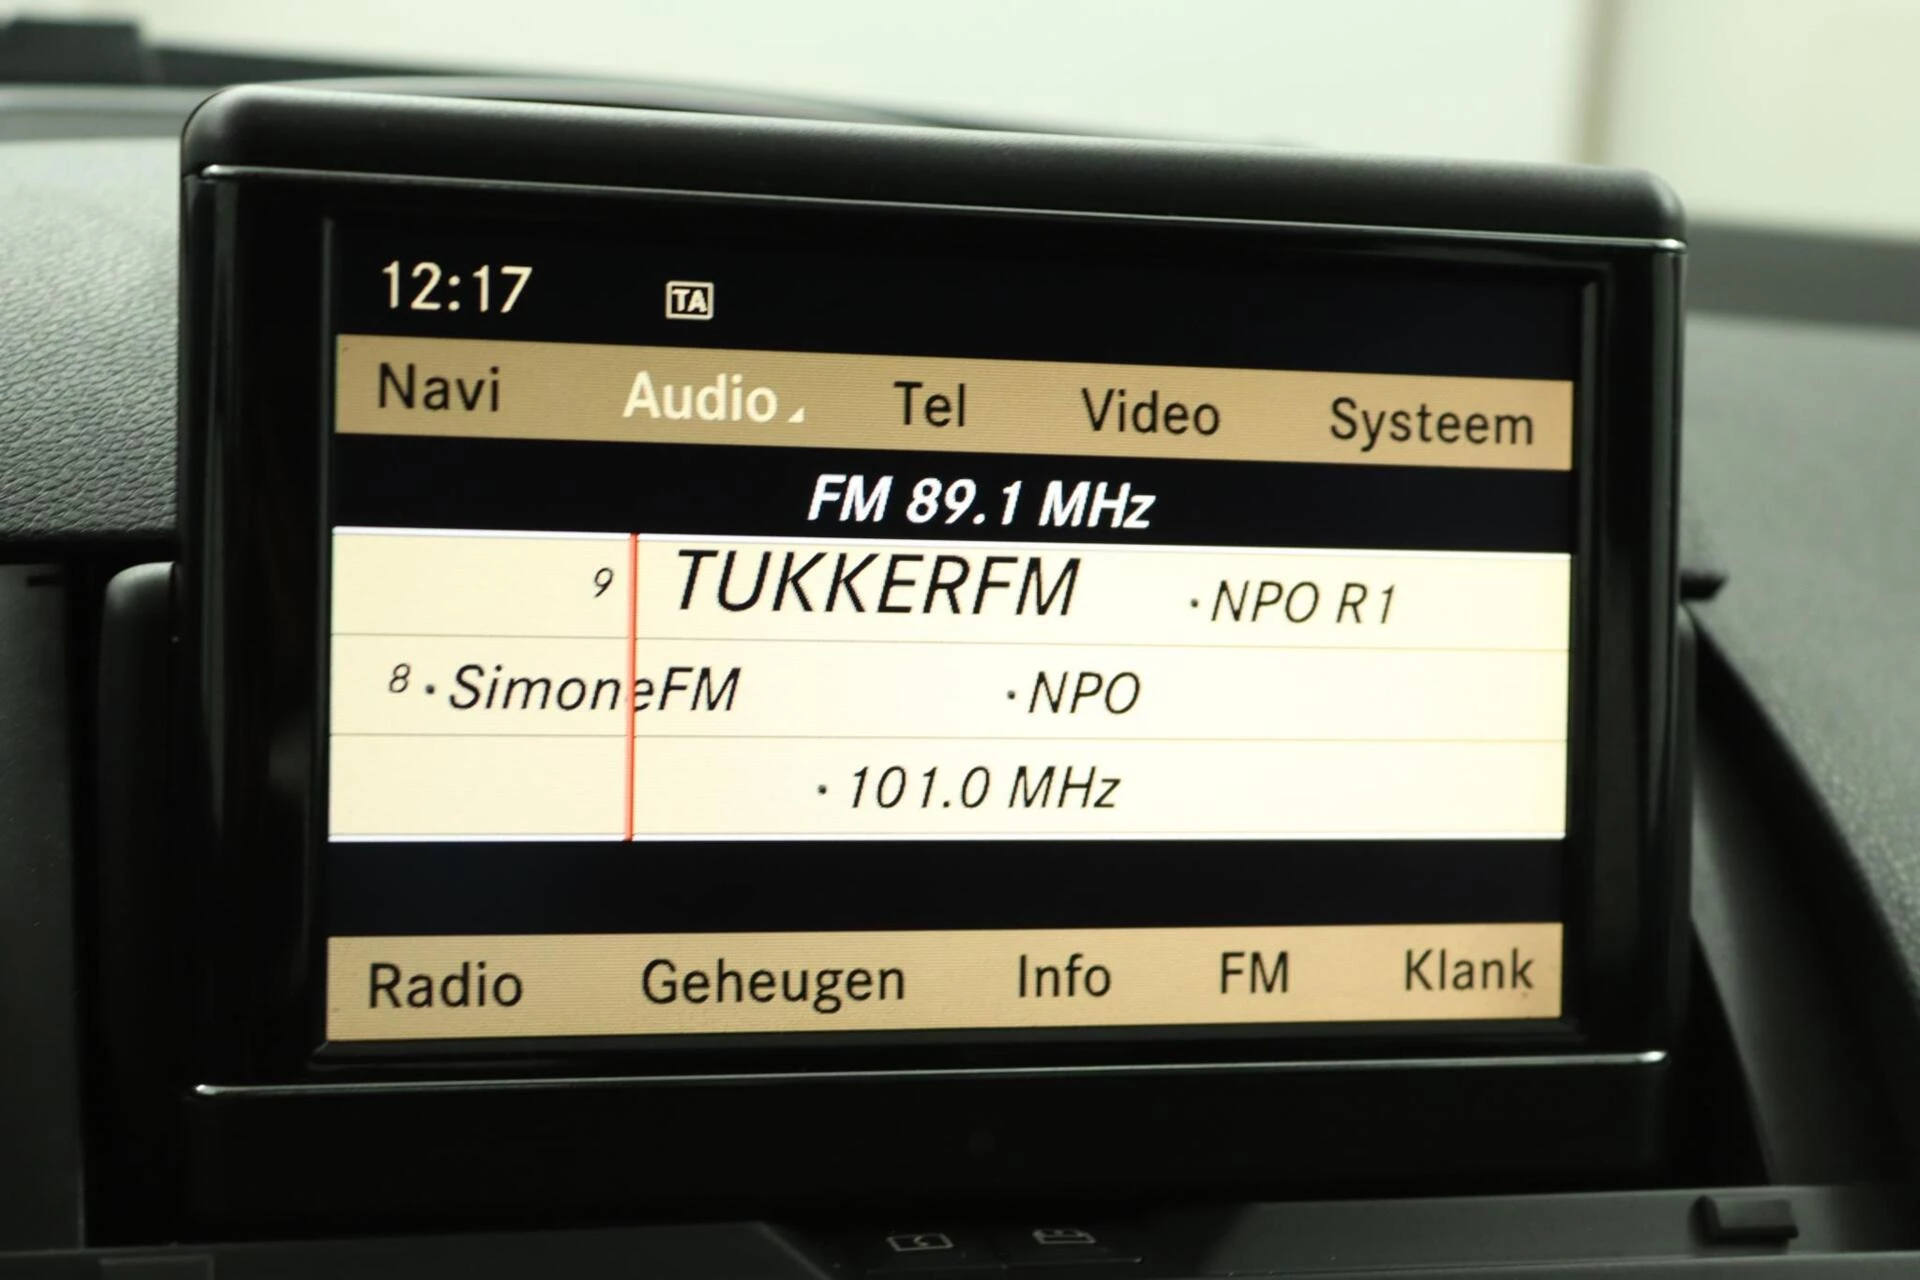 12:17 TA
Navi Audio Tel Video Systeem
FM 89.1 MHz
9 TUKKERFM ·NPO R1
8 ·SimoneFM ·NPO
·101.0 MHz
Radio Geheugen Info FM Klank